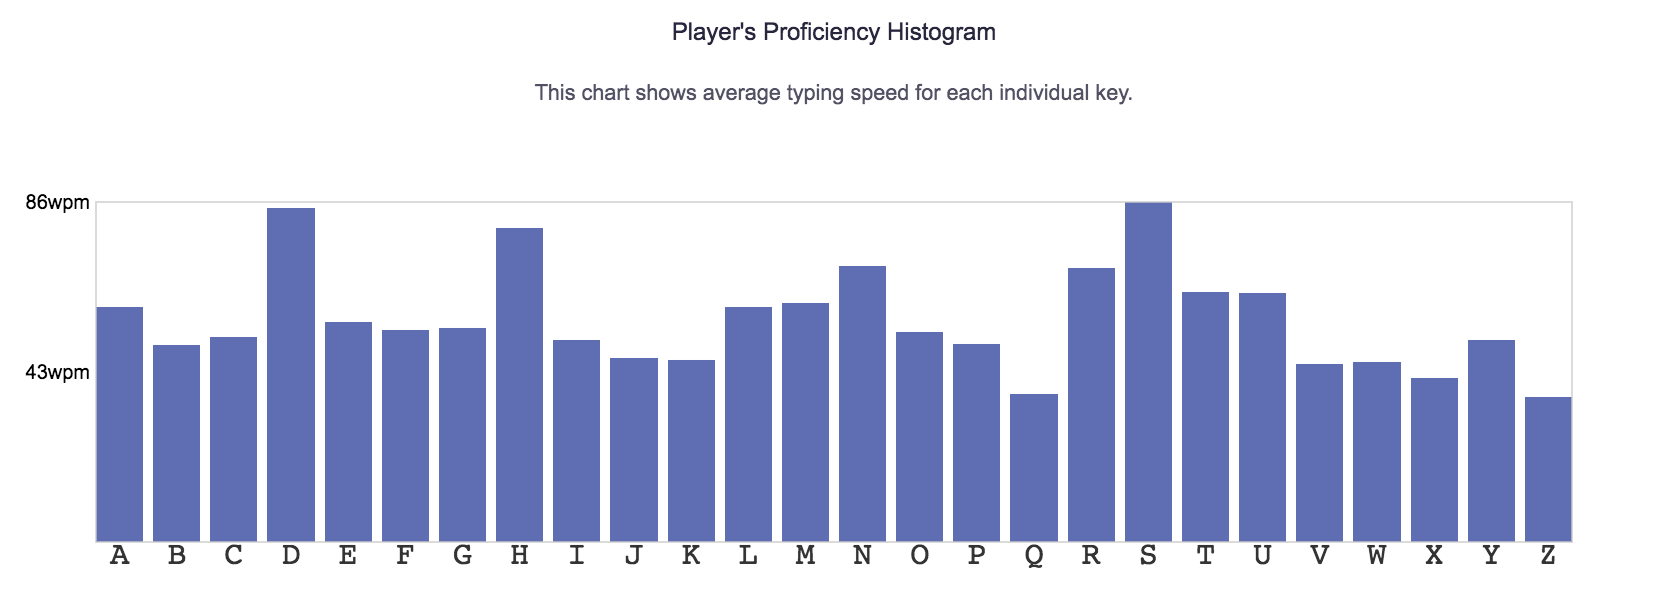 Player's Proficiency Histogram
This chart shows average typing speed for each individual key.
86wpm
43wpm
A B C D E F G H I J K L M N O P Q R S T U V W X Y Z